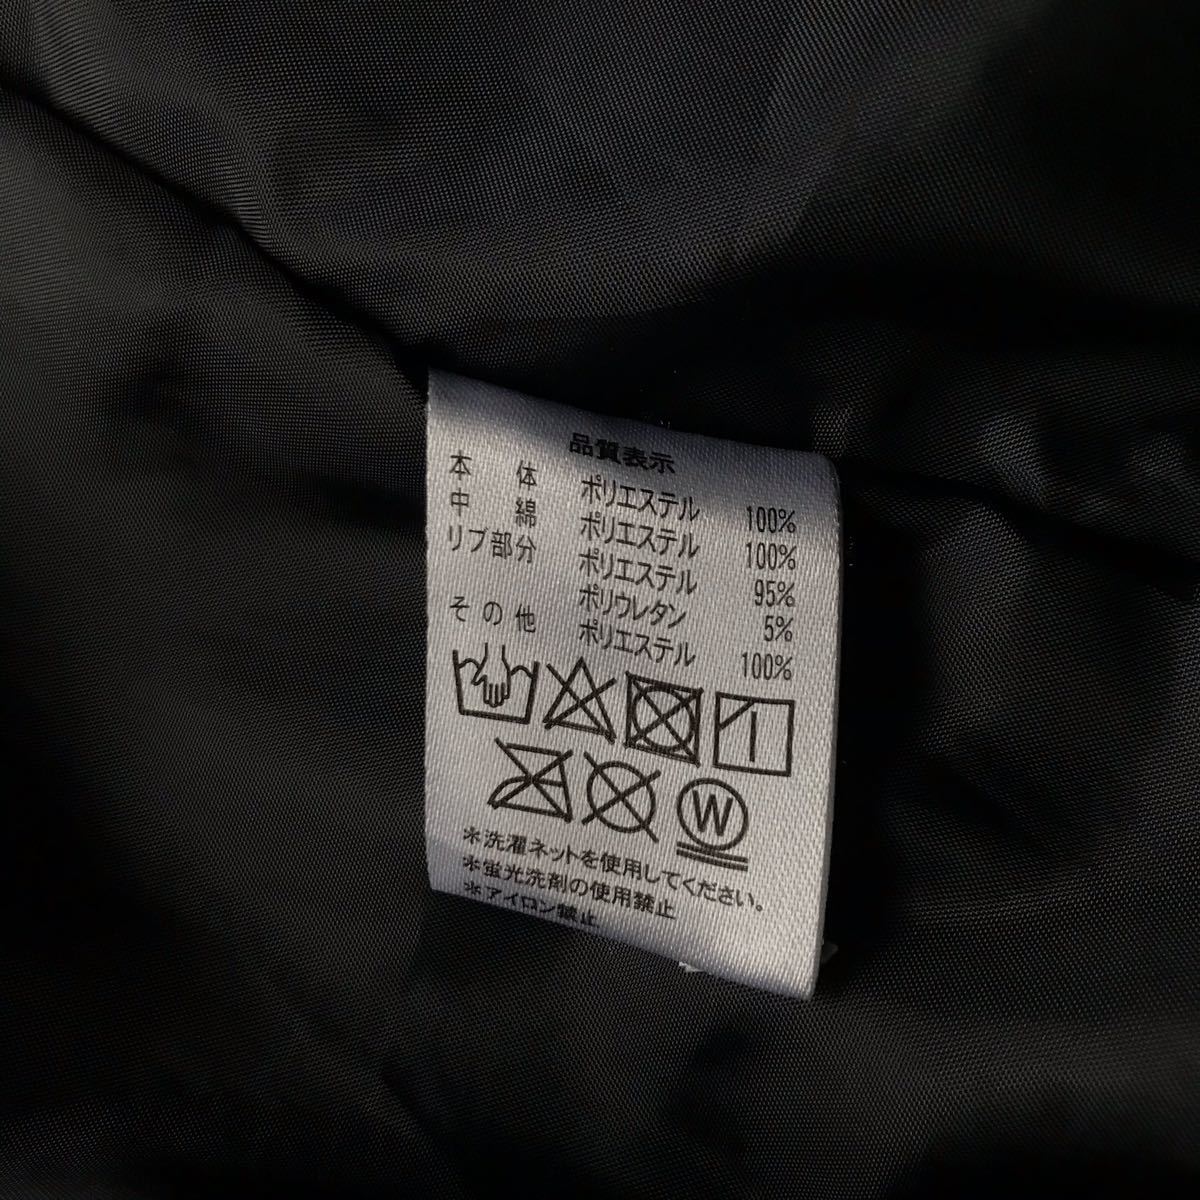 品質表示
本体 ポリエステル 100%
中綿 ポリエステル 100%
リブ部分 ポリエステル 95%
ポリウレタン 5%
その他 ポリエステル 100%
W
※洗濯ネットを使用してください。
※蛍光洗剤の使用禁止
※アイロン禁止